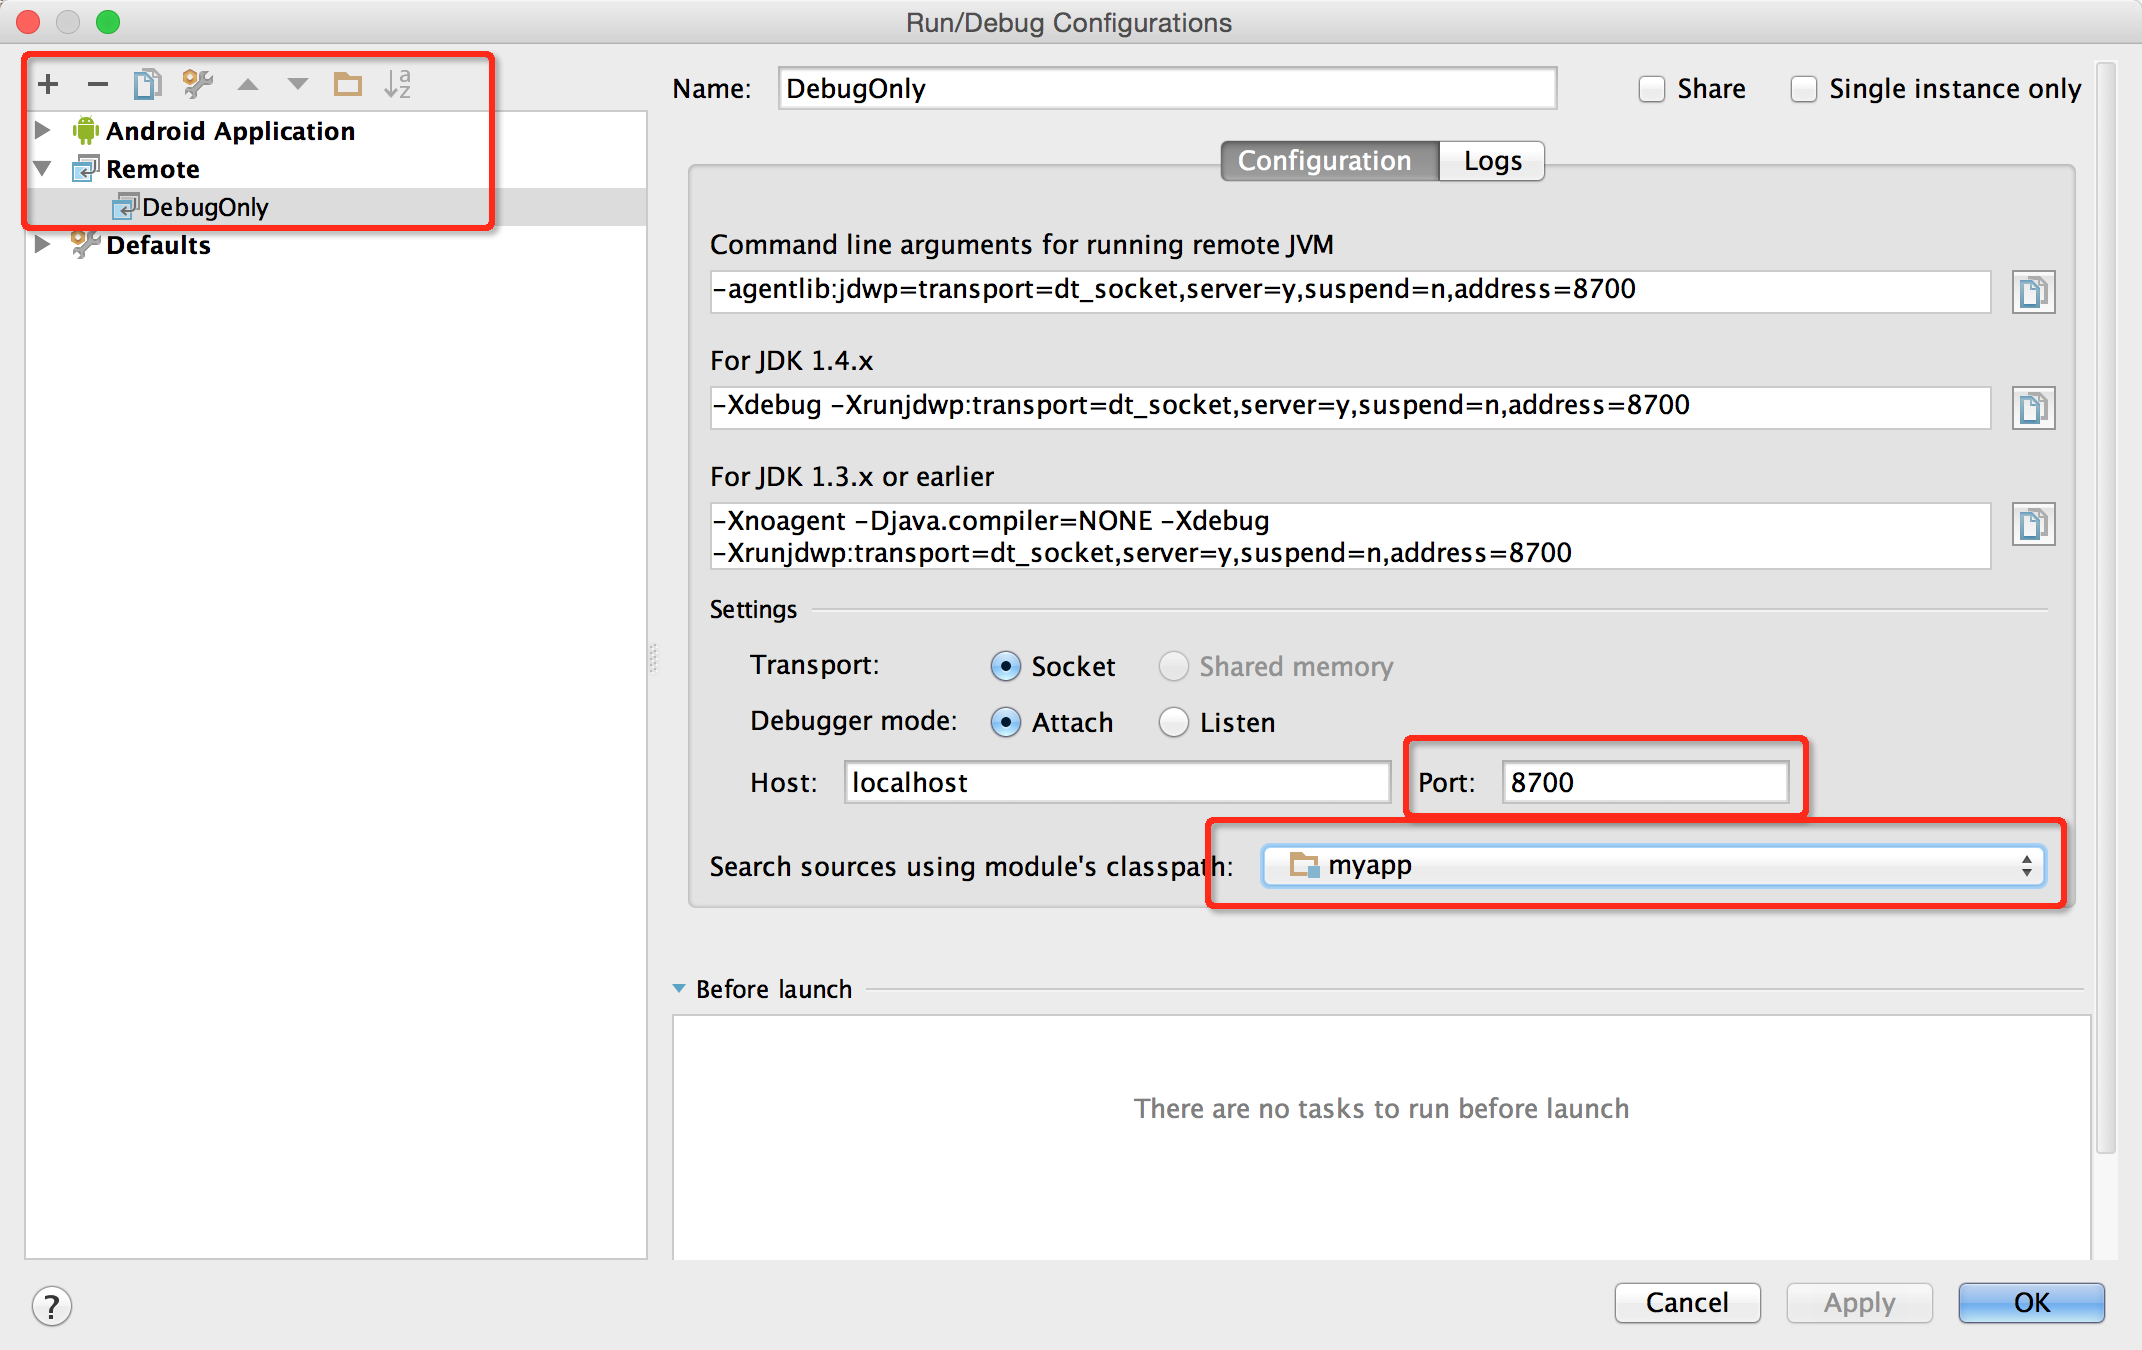 Run/Debug Configurations
Android Application
Remote
DebugOnly
Defaults
Name: DebugOnly
Share
Single instance only
Configuration
Logs
Command line arguments for running remote JVM
-agentlib:jdwp=transport=dt_socket,server=y,suspend=n,address=8700
For JDK 1.4.x
-Xdebug -Xrunjdwp:transport=dt_socket,server=y,suspend=n,address=8700
For JDK 1.3.x or earlier
-Xnoagent -Djava.compiler=NONE -Xdebug
-Xrunjdwp:transport=dt_socket,server=y,suspend=n,address=8700
Settings
Transport: Socket Shared memory
Debugger mode: Attach Listen
Host: localhost Port: 8700
Search sources using module's classpath: myapp
Before launch
There are no tasks to run before launch
? Cancel Apply OK